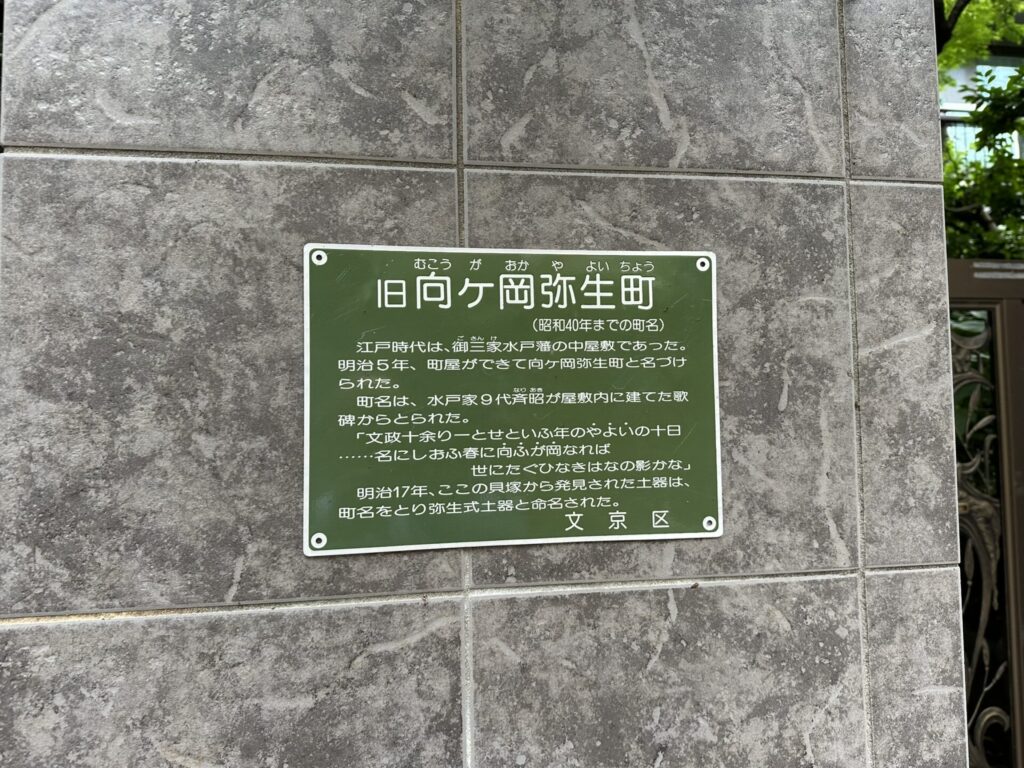 むこう が おか や よい ちょう
旧向ケ岡弥生町
（昭和40年までの町名）
ご さん け
江戸時代は、御三家水戸藩の中屋敷であった。
明治５年、町屋ができて向ケ岡弥生町と名づけ
られた。
なり あき
町名は、水戸家９代斉昭が屋敷内に建てた歌
碑からとられた。
「文政十余り一とせといふ年のやよいの十日
……名にしおふ春に向ふが岡なれば
世にたぐひなきはなの影かな」
明治17年、ここの貝塚から発見された土器は、
町名をとり弥生式土器と命名された。
文京区